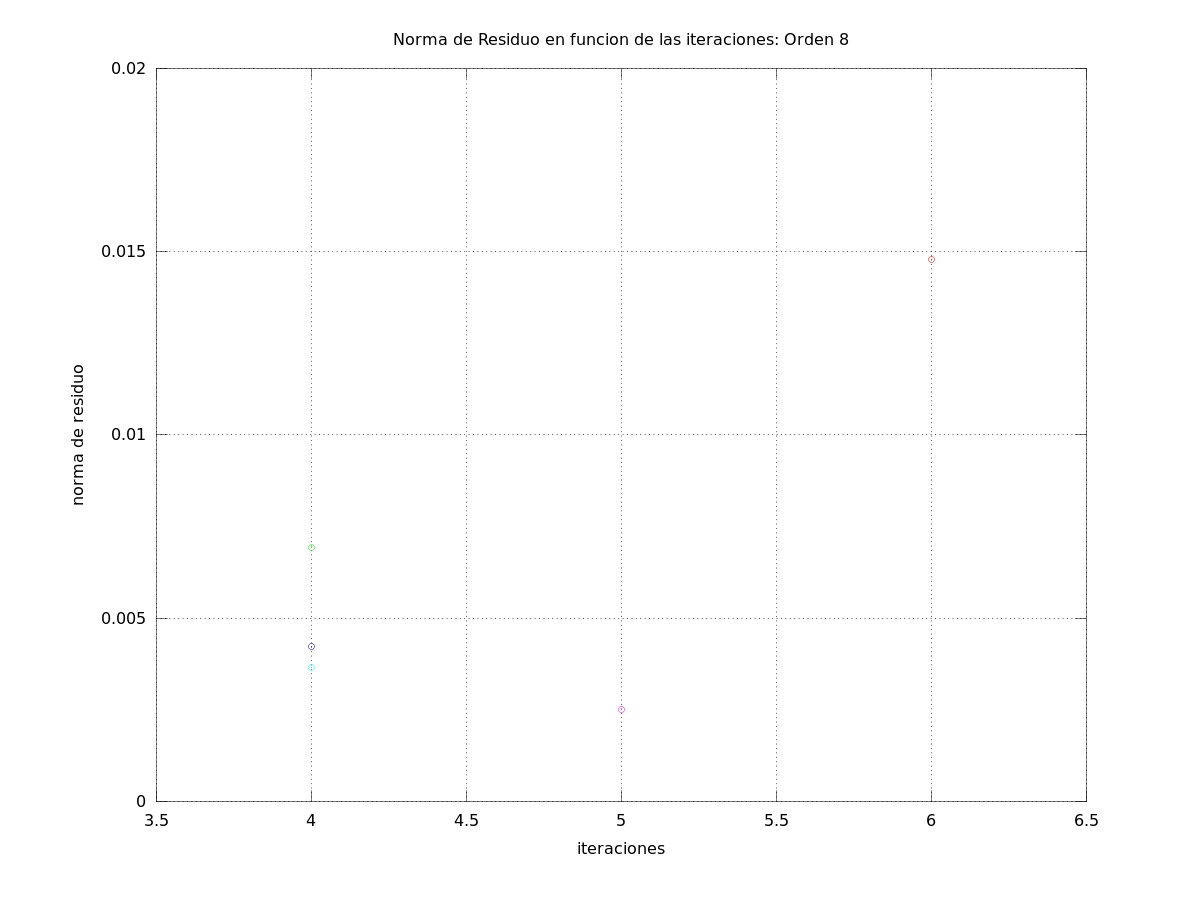 Norma de Residuo en funcion de las iteraciones: Orden 8
0.02
0.015
0.01
0.005
0
norma de residuo
3.5 4 4.5 5 5.5 6 6.5
iteraciones